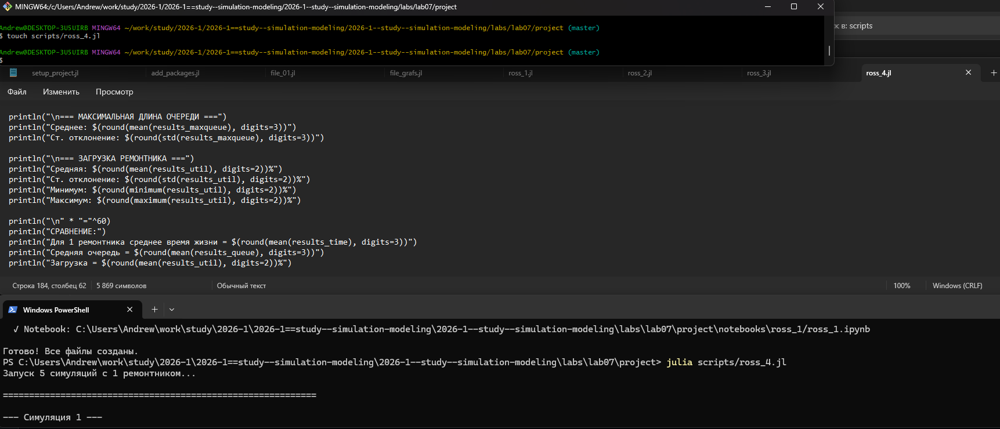 MINGW64:/c/Users/Andrew/work/study/2026-1/2026-1==study--simulation-modeling/2026-1--study--simulation-modeling/labs/lab07/project
к в: scripts
Andrew@DESKTOP-3U5UIRB MINGW64 ~/work/study/2026-1/2026-1==study--simulation-modeling/2026-1--study--simulation-modeling/labs/lab07/project (master)
$ touch scripts/ross_4.jl
Andrew@DESKTOP-3U5UIRB MINGW64 ~/work/study/2026-1/2026-1==study--simulation-modeling/2026-1--study--simulation-modeling/labs/lab07/project (master)
$
setup_project.jl add_packages.jl file_01.jl file_grafs.jl ross_1.jl ross_2.jl ross_3.jl ross_4.jl
Файл Изменить Просмотр
println("\n=== МАКСИМАЛЬНАЯ ДЛИНА ОЧЕРЕДИ ===")
println("Среднее: $(round(mean(results_maxqueue), digits=3))")
println("Ст. отклонение: $(round(std(results_maxqueue), digits=3))")
println("\n=== ЗАГРУЗКА РЕМОНТНИКА ===")
println("Средняя: $(round(mean(results_util), digits=2))%")
println("Ст. отклонение: $(round(std(results_util), digits=2))%")
println("Минимум: $(round(minimum(results_util), digits=2))%")
println("Максимум: $(round(maximum(results_util), digits=2))%")
println("\n" * "="^60)
println("СРАВНЕНИЕ:")
println("Для 1 ремонтника среднее время жизни = $(round(mean(results_time), digits=3))")
println("Средняя очередь = $(round(mean(results_queue), digits=3))")
println("Загрузка = $(round(mean(results_util), digits=2))%")
Строка 184, столбец 62 5 869 символов Обычный текст 100% Windows (CRLF)
Windows PowerShell
✓ Notebook: C:\Users\Andrew\work\study\2026-1\2026-1==study--simulation-modeling\2026-1--study--simulation-modeling\labs\lab07\project\notebooks\ross_1/ross_1.ipynb
Готово! Все файлы созданы.
PS C:\Users\Andrew\work\study\2026-1\2026-1==study--simulation-modeling\2026-1--study--simulation-modeling\labs\lab07\project> julia scripts/ross_4.jl
Запуск 5 симуляций с 1 ремонтником...
============================================================
--- Симуляция 1 ---